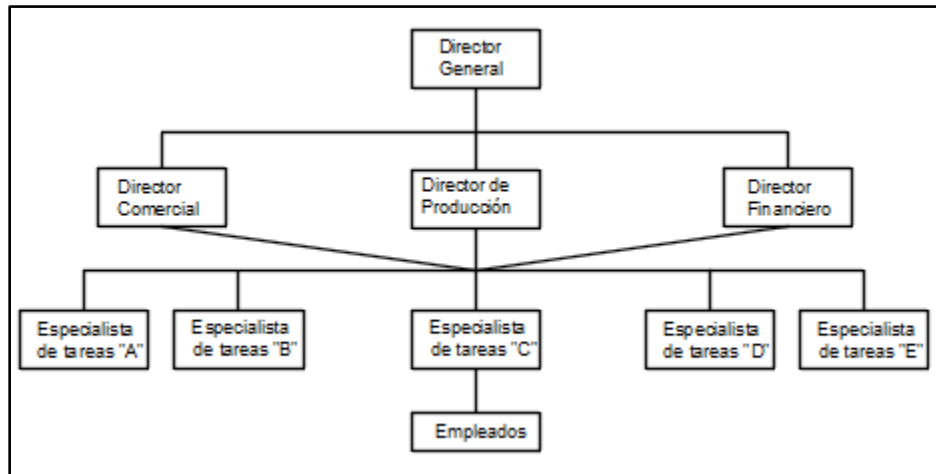 Director
General
Director
Comercial
Director de
Producción
Director
Financiero
Especialista
de tareas "A"
Especialista
de tareas "B"
Especialista
de tareas "C"
Especialista
de tareas "D"
Especialista
de tareas "E"
Empleados